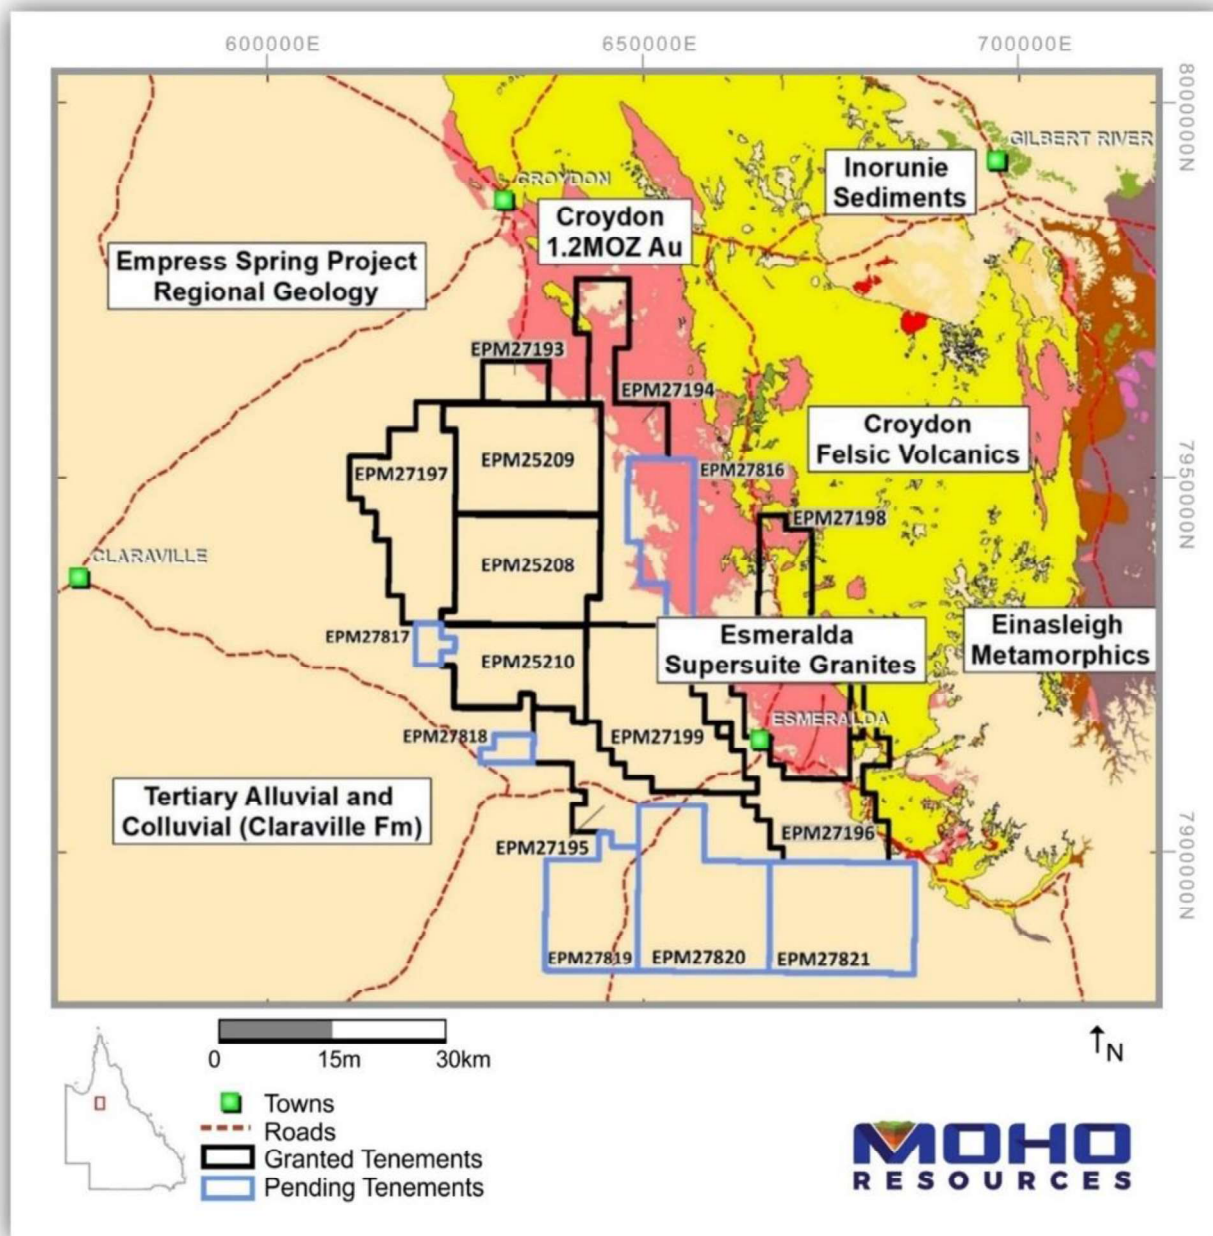 600000E
650000E
700000E
800000N
GILBERT RIVER
Inorunie
Sediments
CROYDON
Croydon
1.2MOZ Au
Empress Spring Project
Regional Geology
EPM27193
EPM27194
Croydon
Felsic Volcanics
EPM25209
EPM27197
EPM27816
795000N
EPM27198
CLARAVILLE
EPM25208
EPM27817
Esmeralda
Supersuite Granites
Einasleigh
Metamorphics
EPM25210
ESMERALDA
EPM27818
EPM27199
Tertiary Alluvial and
Colluvial (Claraville Fm)
EPM27196
EPM27195
790000N
EPM27819
EPM27820
EPM27821
0
15m
30km
N
Towns
Roads
Granted Tenements
Pending Tenements
MOHO
RESOURCES